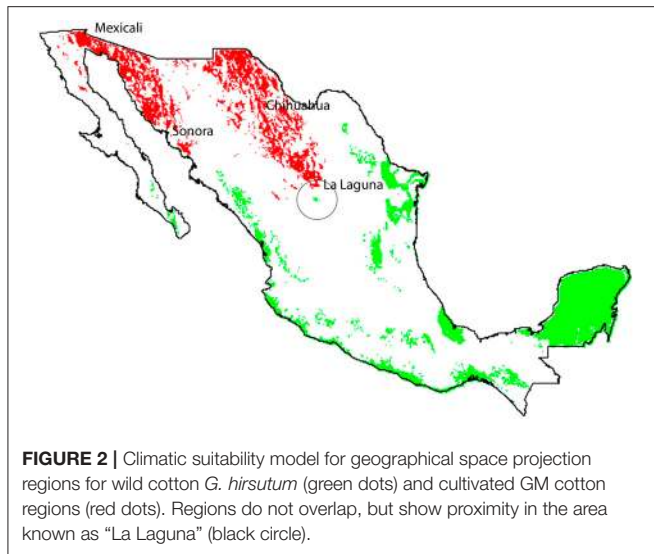 Mexicali
Chihuahua
Sonora
La Laguna
FIGURE 2 | Climatic suitability model for geographical space projection
regions for wild cotton G. hirsutum (green dots) and cultivated GM cotton
regions (red dots). Regions do not overlap, but show proximity in the area
known as “La Laguna” (black circle).